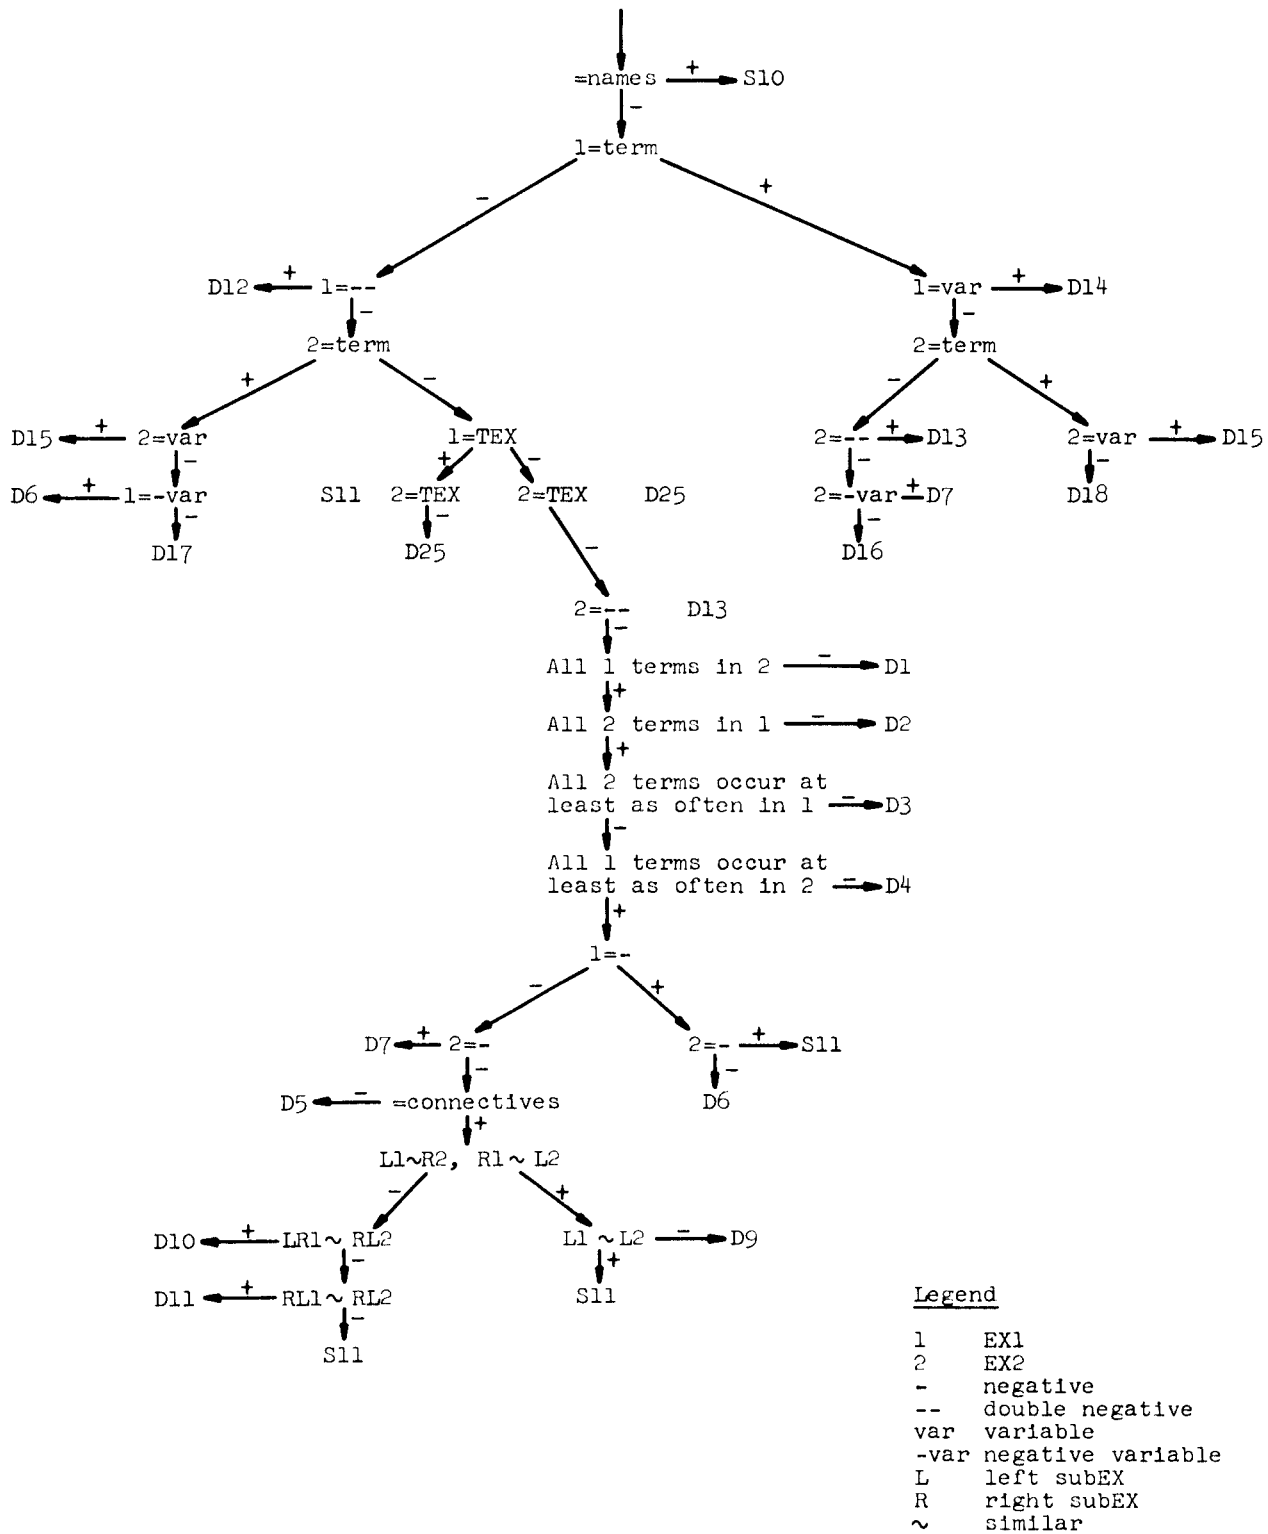 =names + S10
-
1=term
- +
D12 + 1=-- 1=var + D14
- -
2=term 2=term
+ - - +
D15 + 2=var 1=TEX 2=-- + D13 2=var + D15
- + - - -
D6 + 1=-var S11 2=TEX 2=TEX D25 2=-var + D7 D18
- - -
D17 D25 D16
-
2=-- D13
-
All 1 terms in 2 - D1
+
All 2 terms in 1 - D2
+
All 2 terms occur at
least as often in 1 - D3
-
All 1 terms occur at
least as often in 2 - D4
+
1=-
- +
D7 + 2=- 2=- + S11
- -
D5 - =connectives D6
+
L1~R2, R1~ L2
- +
D10 + LR1~ RL2 L1 ~L2 - D9
- +
D11 + RL1~ RL2 S11
-
S11
Legend
1 EX1
2 EX2
- negative
-- double negative
var variable
-var negative variable
L left subEX
R right subEX
~ similar